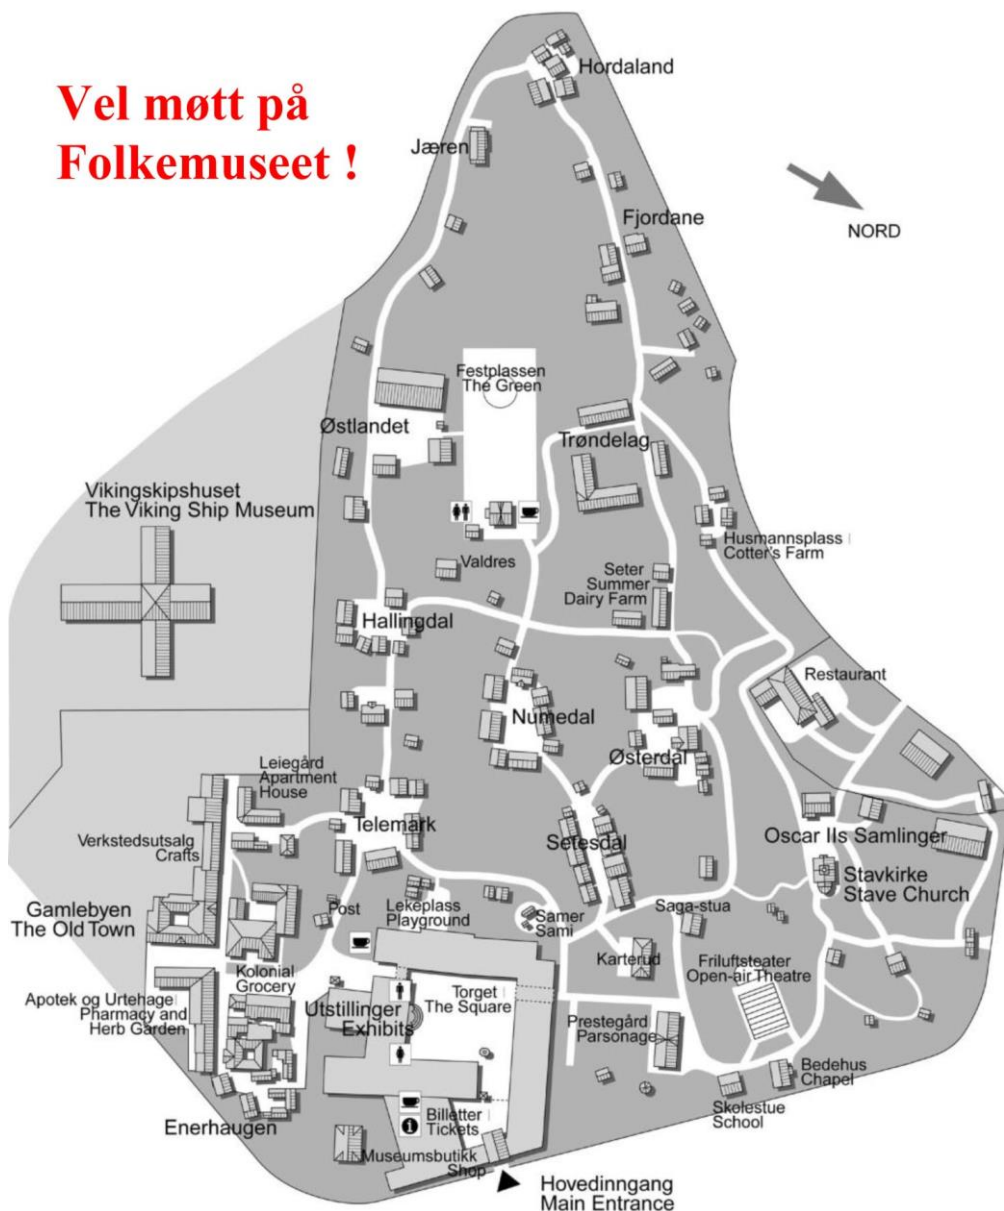 Vel møtt på
Folkemuseet !
Hordaland
Jæren
Fjordane
NORD
Festplassen
The Green
Østlandet
Trøndelag
Vikingskipshuset
The Viking Ship Museum
Husmannsplass
Cotter's Farm
Valdres
Seter
Summer
Dairy Farm
Hallingdal
Restaurant
Numedal
Østerdal
Leiegård
Apartment
House
Telemark
Setesdal
Oscar IIs Samlinger
Verkstedsutsalg
Crafts
Stavkirke
Stave Church
Gamlebyen
The Old Town
Post
Lekeplass
Playground
Samer
Sami
Saga-stua
Karterud
Friluftsteater
Open-air Theatre
Kolonial
Grocery
Apotek og Urtehage
Pharmacy and
Herb Garden
Utstillinger
Exhibits
Torget
The Square
Prestegård
Parsonage
Bedehus
Chapel
Skolestue
School
Enerhaugen
Billetter
Tickets
Museumsbutikk
Shop
Hovedinngang
Main Entrance